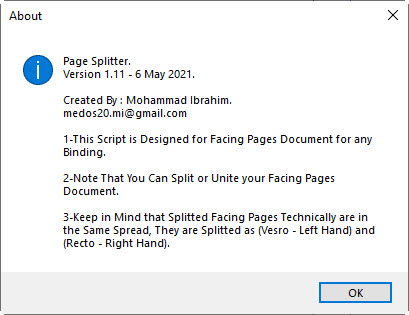 About
Page Splitter.
Version 1.11 - 6 May 2021.
Created By : Mohammad Ibrahim.
medos20.mi@gmail.com
1-This Script is Designed for Facing Pages Document for any
Binding.
2-Note That You Can Split or Unite your Facing Pages
Document.
3-Keep in Mind that Splitted Facing Pages Technically are in
the Same Spread, They are Splitted as (Vesro - Left Hand) and
(Recto - Right Hand).
OK